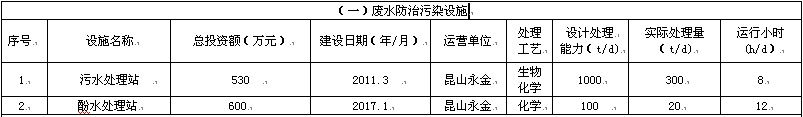 （一）废水防治污染设施
序号 设施名称 总投资额（万元） 建设日期（年/月） 运营单位 处理工艺 设计处理能力（t/d） 实际处理量（t/d） 运行小时（h/d）
1. 污水处理站 530 2011.3 昆山永金 生物化学 1000 300 8
2. 酚水处理站 600 2017.1 昆山永金 化学 100 20 12